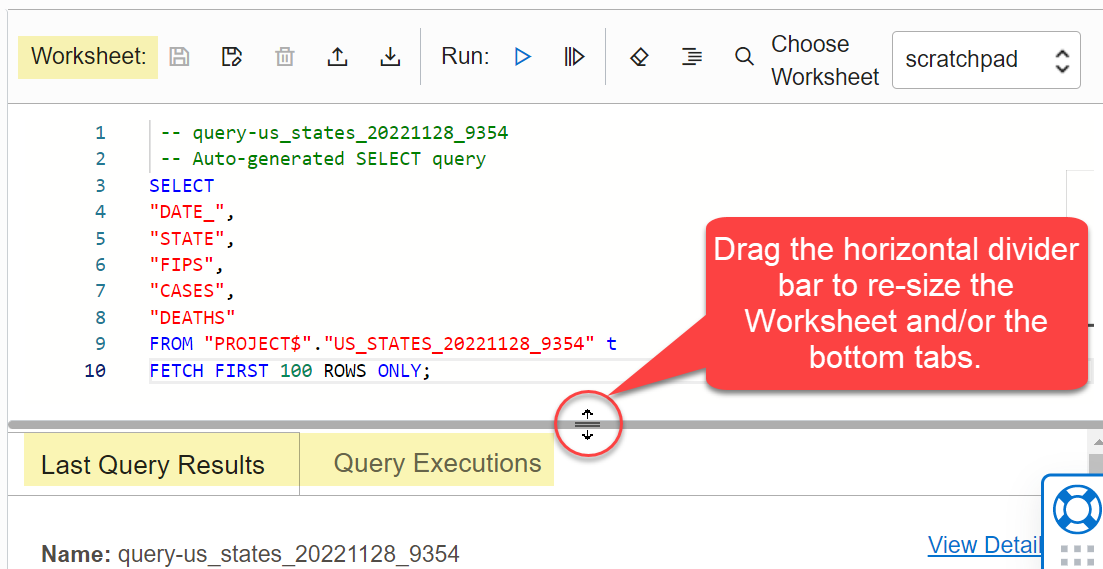 Worksheet:
Run:
Choose
Worksheet
scratchpad
1 -- query-us_states_20221128_9354
2 -- Auto-generated SELECT query
3 SELECT
4 "DATE_",
5 "STATE",
6 "FIPS",
7 "CASES",
8 "DEATHS"
9 FROM "PROJECT$"."US_STATES_20221128_9354" t
10 FETCH FIRST 100 ROWS ONLY;
Drag the horizontal divider
bar to re-size the
Worksheet and/or the
bottom tabs.
Last Query Results
Query Executions
Name: query-us_states_20221128_9354
View Detail